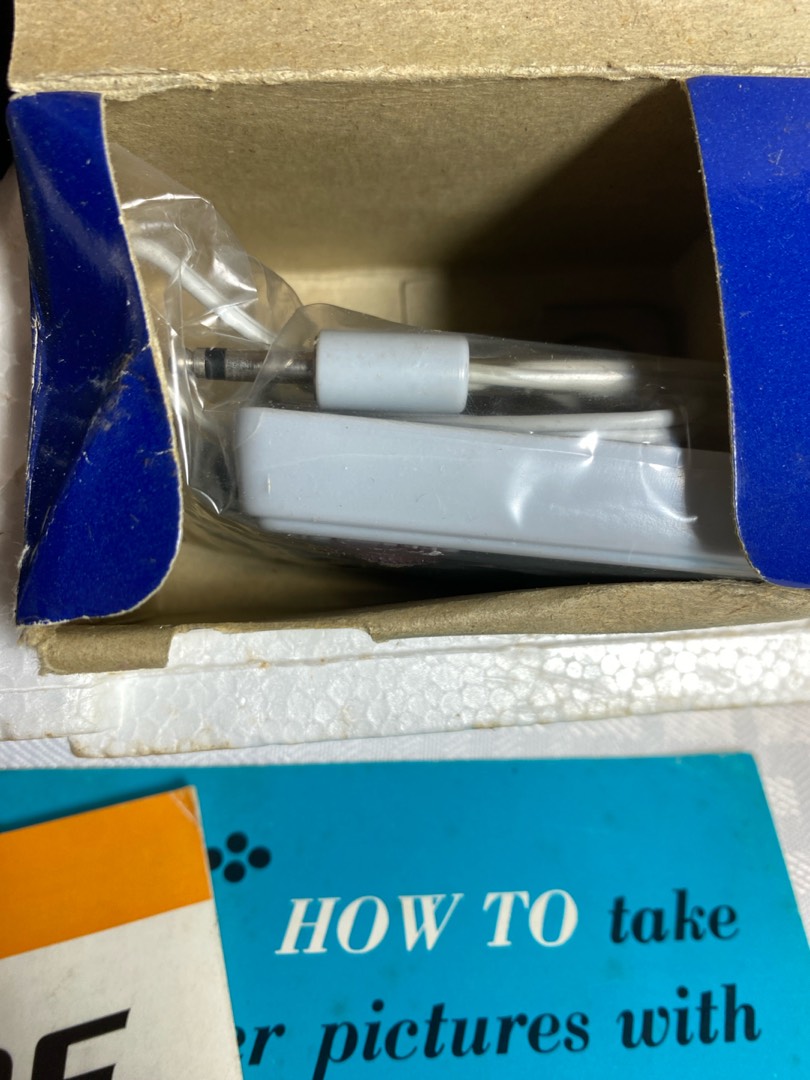 HOW TO take
er pictures with